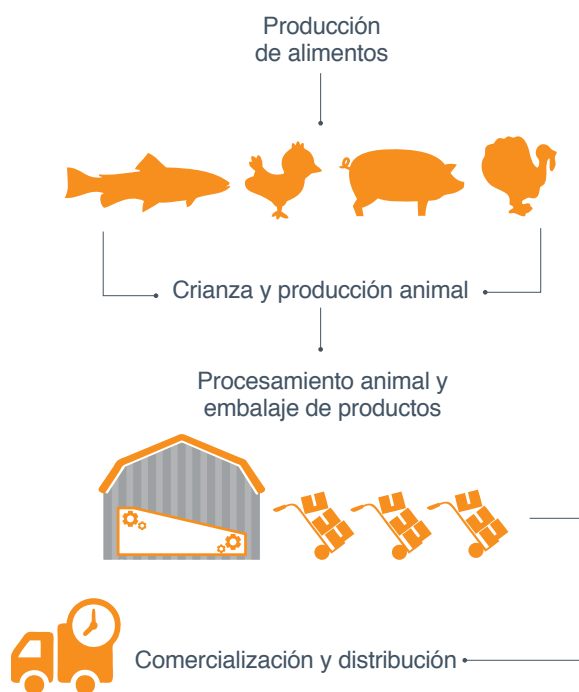 Producción
de alimentos
Crianza y producción animal
Procesamiento animal y
embalaje de productos
Comercialización y distribución